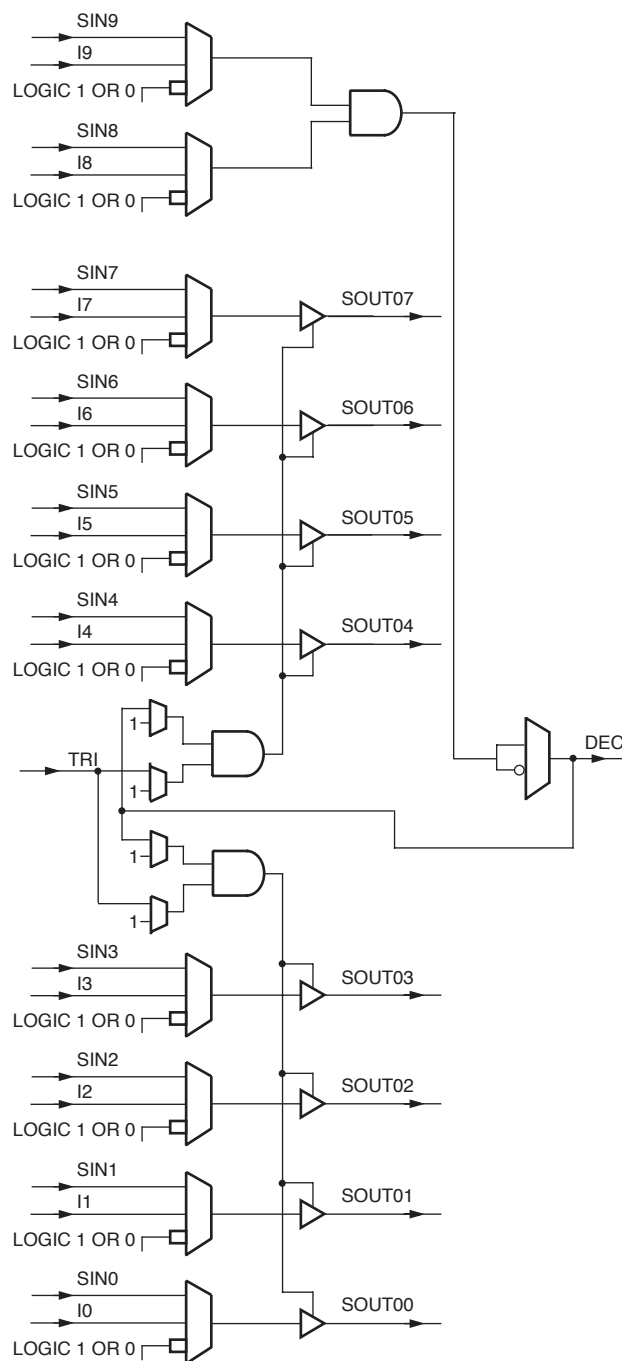 SIN9
I9
LOGIC 1 OR 0
SIN8
I8
LOGIC 1 OR 0
SIN7
I7
LOGIC 1 OR 0
SOUT07
SIN6
I6
LOGIC 1 OR 0
SOUT06
SIN5
I5
LOGIC 1 OR 0
SOUT05
SIN4
I4
LOGIC 1 OR 0
SOUT04
1
TRI
1
DEC
1
1
SIN3
I3
LOGIC 1 OR 0
SOUT03
SIN2
I2
LOGIC 1 OR 0
SOUT02
SIN1
I1
LOGIC 1 OR 0
SOUT01
SIN0
I0
LOGIC 1 OR 0
SOUT00